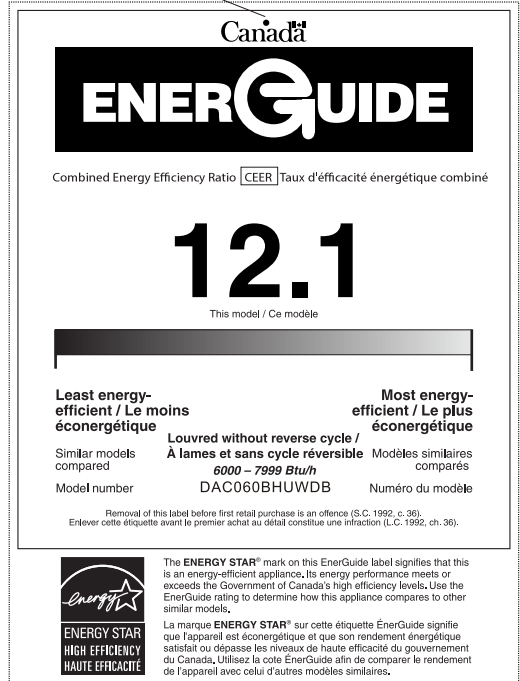 Canada
ENERGUIDE
Combined Energy Efficiency Ratio CEER Taux d'éfficacité énergétique combiné
12.1
This model / Ce modèle
Least energy-
efficient / Le moins
éconergétique
Most energy-
efficient / Le plus
éconergétique
Similar models
compared
Louvred without reverse cycle /
À lames et sans cycle réversible
6000 – 7999 Btu/h
Modèles similaires
comparés
Model number
DAC060BHUWDB
Numéro du modèle
Removal of this label before first retail purchase is an offence (S.C. 1992, c. 36).
Enlever cette étiquette avant le premier achat au détail constitue une infraction (L.C. 1992, ch. 36).
energy
ENERGY STAR
HIGH EFFICIENCY
HAUTE EFFICACITÉ
The ENERGY STAR® mark on this EnerGuide label signifies that this
is an energy-efficient appliance. Its energy performance meets or
exceeds the Government of Canada's high efficiency levels. Use the
EnerGuide rating to determine how this appliance compares to other
similar models.
La marque ENERGY STAR® sur cette étiquette ÉnerGuide signifie
que l'appareil est éconergétique et que son rendement énergétique
satisfait ou dépasse les niveaux de haute efficacité du gouvernement
du Canada. Utilisez la cote ÉnerGuide afin de comparer le rendement
de l'appareil avec celui d'autres modèles similaires.